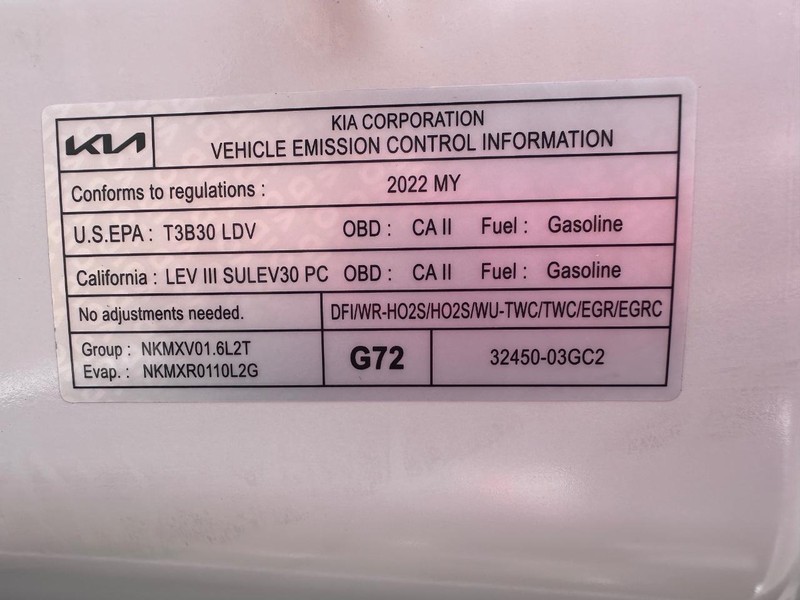 KIA
KIA CORPORATION
VEHICLE EMISSION CONTROL INFORMATION
Conforms to regulations : 2022 MY
U.S.EPA : T3B30 LDV OBD : CA II Fuel : Gasoline
California : LEV III SULEV30 PC OBD : CA II Fuel : Gasoline
No adjustments needed. DFI/WR-HO2S/HO2S/WU-TWC/TWC/EGR/EGRC
Group : NKMXV01.6L2T
Evap. : NKMXR0110L2G
G72
32450-03GC2